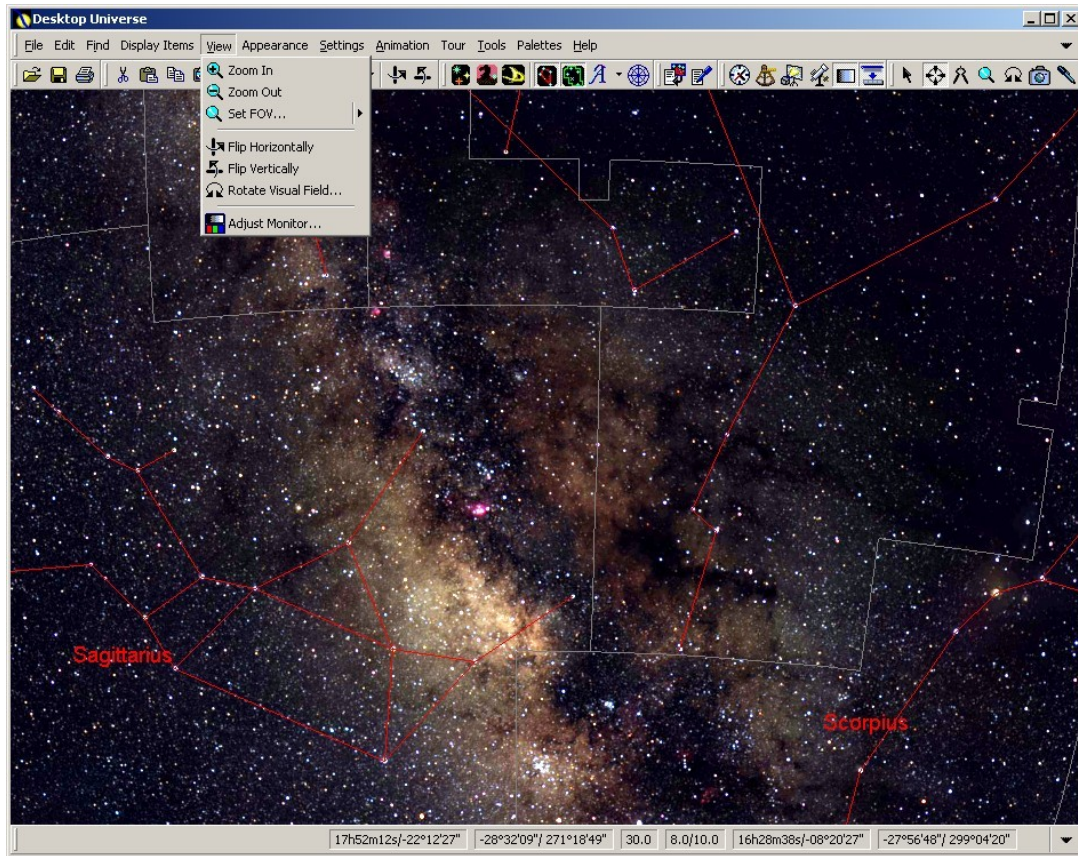 Desktop Universe
File Edit Find Display Items View Appearance Settings Animation Tour Tools Palettes Help
Zoom In
Zoom Out
Set FOV...
Flip Horizontally
Flip Vertically
Rotate Visual Field...
Adjust Monitor...
Sagittarius
Scorpius
17h52m12s/-22°12'27" -28°32'09"/ 271°18'49" 30.0 8.0/10.0 16h28m38s/-08°20'27" -27°56'48"/ 299°04'20"